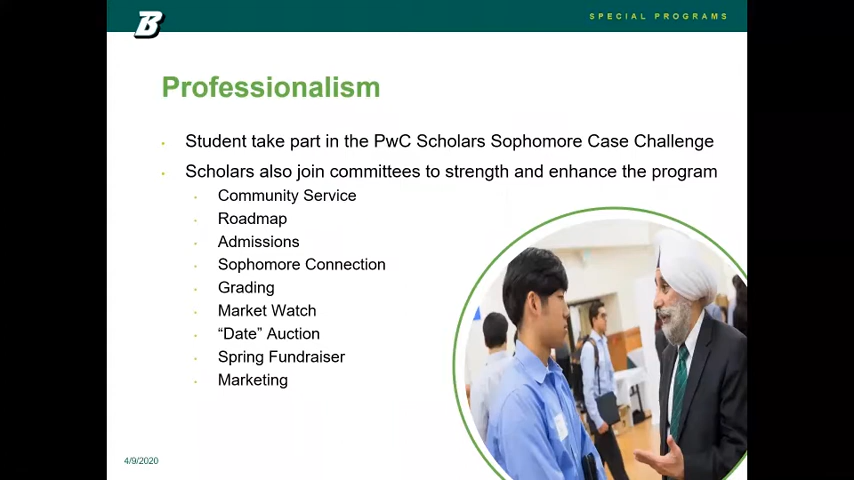 B
SPECIAL PROGRAMS
Professionalism
Student take part in the PwC Scholars Sophomore Case Challenge
Scholars also join committees to strength and enhance the program
Community Service
Roadmap
Admissions
Sophomore Connection
Grading
Market Watch
“Date” Auction
Spring Fundraiser
Marketing
4/9/2020